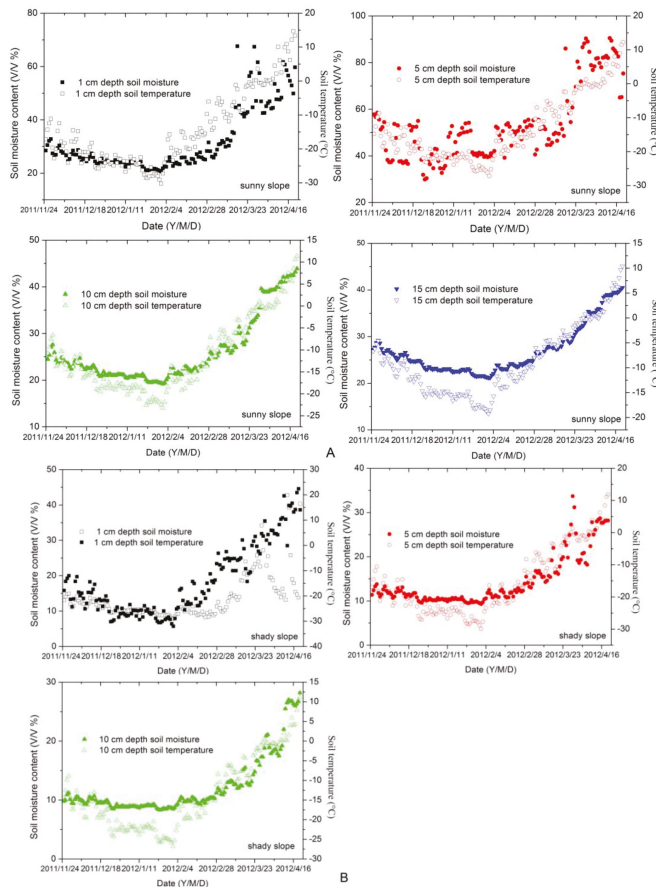 80
60
40
20
Soil moisture content (V/V %)
1 cm depth soil moisture
1 cm depth soil temperature
sunny slope
20
15
10
5
0
-5
-10
-15
-20
-25
-30
Soil temperature (°C)
2011/11/24 2011/12/18 2012/1/11 2012/2/4 2012/2/28 2012/3/23 2012/4/16
Date (Y/M/D)
100
80
60
40
20
Soil moisture content (V/V %)
5 cm depth soil moisture
5 cm depth soil temperature
sunny slope
20
15
10
5
0
-5
-10
-15
-20
-25
-30
Soil temperature (°C)
2011/11/24 2011/12/18 2012/1/11 2012/2/4 2012/2/28 2012/3/23 2012/4/16
Date (Y/M/D)
50
40
30
20
10
Soil moisture content (V/V %)
10 cm depth soil moisture
10 cm depth soil temperature
sunny slope
15
10
5
0
-5
-10
-15
-20
-25
Soil temperature (°C)
2011/11/24 2011/12/18 2012/1/11 2012/2/4 2012/2/28 2012/3/23 2012/4/16
Date (Y/M/D)
50
40
30
20
10
Soil moisture content (V/V %)
15 cm depth soil moisture
15 cm depth soil temperature
sunny slope
15
10
5
0
-5
-10
-15
-20
Soil temperature (°C)
2011/11/24 2011/12/18 2012/1/11 2012/2/4 2012/2/28 2012/3/23 2012/4/16
Date (Y/M/D)
A
50
40
30
20
10
0
Soil moisture content (V/V %)
1 cm depth soil moisture
1 cm depth soil temperature
shady slope
30
20
10
0
-10
-20
-30
-40
Soil temperature (°C)
2011/11/24 2011/12/18 2012/1/11 2012/2/4 2012/2/28 2012/3/23 2012/4/16
Date (Y/M/D)
40
30
20
10
0
Soil moisture content (V/V %)
5 cm depth soil moisture
5 cm depth soil temperature
shady slope
20
10
0
-10
-20
-30
Soil temperature (°C)
2011/11/24 2011/12/18 2012/1/11 2012/2/4 2012/2/28 2012/3/23 2012/4/16
Date (Y/M/D)
30
20
10
0
Soil moisture content (V/V %)
10 cm depth soil moisture
10 cm depth soil temperature
shady slope
15
10
5
0
-5
-10
-15
-20
-25
-30
Soil temperature (°C)
2011/11/24 2011/12/18 2012/1/11 2012/2/4 2012/2/28 2012/3/23 2012/4/16
Date (Y/M/D)
B